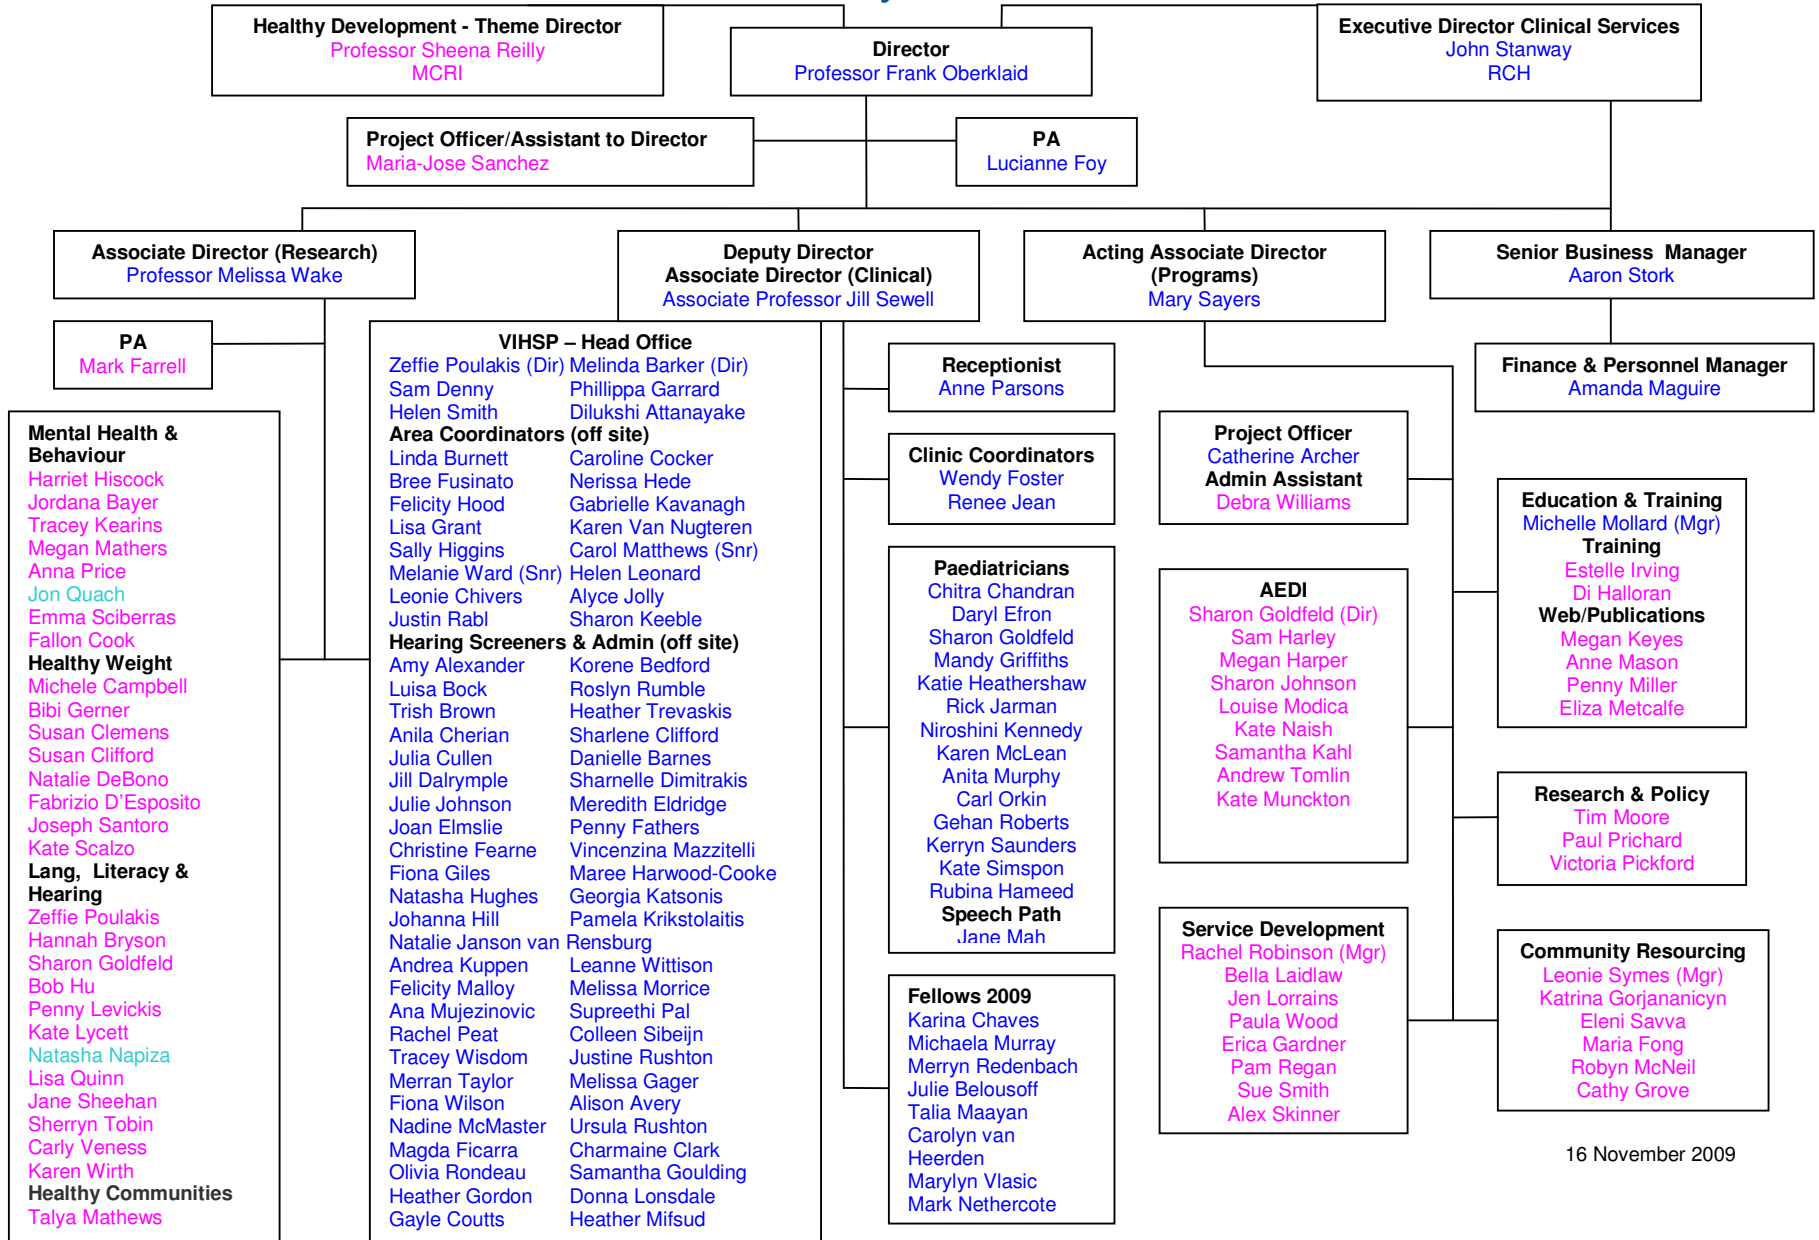 Healthy Development - Theme Director
Professor Sheena Reilly
MCRI
Director
Professor Frank Oberklaid
Executive Director Clinical Services
John Stanway
RCH
Project Officer/Assistant to Director
Maria-Jose Sanchez
PA
Lucianne Foy
Associate Director (Research)
Professor Melissa Wake
Deputy Director
Associate Director (Clinical)
Associate Professor Jill Sewell
Acting Associate Director
(Programs)
Mary Sayers
Senior Business Manager
Aaron Stork
PA
Mark Farrell
Mental Health &
Behaviour
Harriet Hiscock
Jordana Bayer
Tracey Kearins
Megan Mathers
Anna Price
Jon Quach
Emma Sciberras
Fallon Cook
Healthy Weight
Michele Campbell
Bibi Gerner
Susan Clemens
Susan Clifford
Natalie DeBono
Fabrizio D'Esposito
Joseph Santoro
Kate Scalzo
Lang, Literacy &
Hearing
Zeffie Poulakis
Hannah Bryson
Sharon Goldfeld
Bob Hu
Penny Levickis
Kate Lycett
Natasha Napiza
Lisa Quinn
Jane Sheehan
Sherryn Tobin
Carly Veness
Karen Wirth
Healthy Communities
Talya Mathews
VIHSP – Head Office
Zeffie Poulakis (Dir) Melinda Barker (Dir)
Sam Denny Phillippa Garrard
Helen Smith Dilukshi Attanayake
Area Coordinators (off site)
Linda Burnett Caroline Cocker
Bree Fusinato Nerissa Hede
Felicity Hood Gabrielle Kavanagh
Lisa Grant Karen Van Nugteren
Sally Higgins Carol Matthews (Snr)
Melanie Ward (Snr) Helen Leonard
Leonie Chivers Alyce Jolly
Justin Rabl Sharon Keeble
Hearing Screeners & Admin (off site)
Amy Alexander Korene Bedford
Luisa Bock Roslyn Rumble
Trish Brown Heather Trevaskis
Anila Cherian Sharlene Clifford
Julia Cullen Danielle Barnes
Jill Dalrymple Sharnelle Dimitrakis
Julie Johnson Meredith Eldridge
Joan Elmslie Penny Fathers
Christine Fearne Vincenzina Mazzitelli
Fiona Giles Maree Harwood-Cooke
Natasha Hughes Georgia Katsonis
Johanna Hill Pamela Krikstolaitis
Natalie Janson van Rensburg
Andrea Kuppen Leanne Wittison
Felicity Malloy Melissa Morrice
Ana Mujezinovic Supreethi Pal
Rachel Peat Colleen Sibeijn
Tracey Wisdom Justine Rushton
Merran Taylor Melissa Gager
Fiona Wilson Alison Avery
Nadine McMaster Ursula Rushton
Magda Ficarra Charmaine Clark
Olivia Rondeau Samantha Goulding
Heather Gordon Donna Lonsdale
Gayle Coutts Heather Mifsud
Receptionist
Anne Parsons
Clinic Coordinators
Wendy Foster
Renee Jean
Paediatricians
Chitra Chandran
Daryl Efron
Sharon Goldfeld
Mandy Griffiths
Katie Heathershaw
Rick Jarman
Niroshini Kennedy
Karen McLean
Anita Murphy
Carl Orkin
Gehan Roberts
Kerryn Saunders
Kate Simspon
Rubina Hameed
Speech Path
Jane Mah
Fellows 2009
Karina Chaves
Michaela Murray
Merryn Redenbach
Julie Belousoff
Talia Maayan
Carolyn van
Heerden
Marylyn Vlasic
Mark Nethercote
Project Officer
Catherine Archer
Admin Assistant
Debra Williams
AEDI
Sharon Goldfeld (Dir)
Sam Harley
Megan Harper
Sharon Johnson
Louise Modica
Kate Naish
Samantha Kahl
Andrew Tomlin
Kate Munckton
Service Development
Rachel Robinson (Mgr)
Bella Laidlaw
Jen Lorrains
Paula Wood
Erica Gardner
Pam Regan
Sue Smith
Alex Skinner
Finance & Personnel Manager
Amanda Maguire
Education & Training
Michelle Mollard (Mgr)
Training
Estelle Irving
Di Halloran
Web/Publications
Megan Keyes
Anne Mason
Penny Miller
Eliza Metcalfe
Research & Policy
Tim Moore
Paul Prichard
Victoria Pickford
Community Resourcing
Leonie Symes (Mgr)
Katrina Gorjananicyn
Eleni Savva
Maria Fong
Robyn McNeil
Cathy Grove
16 November 2009